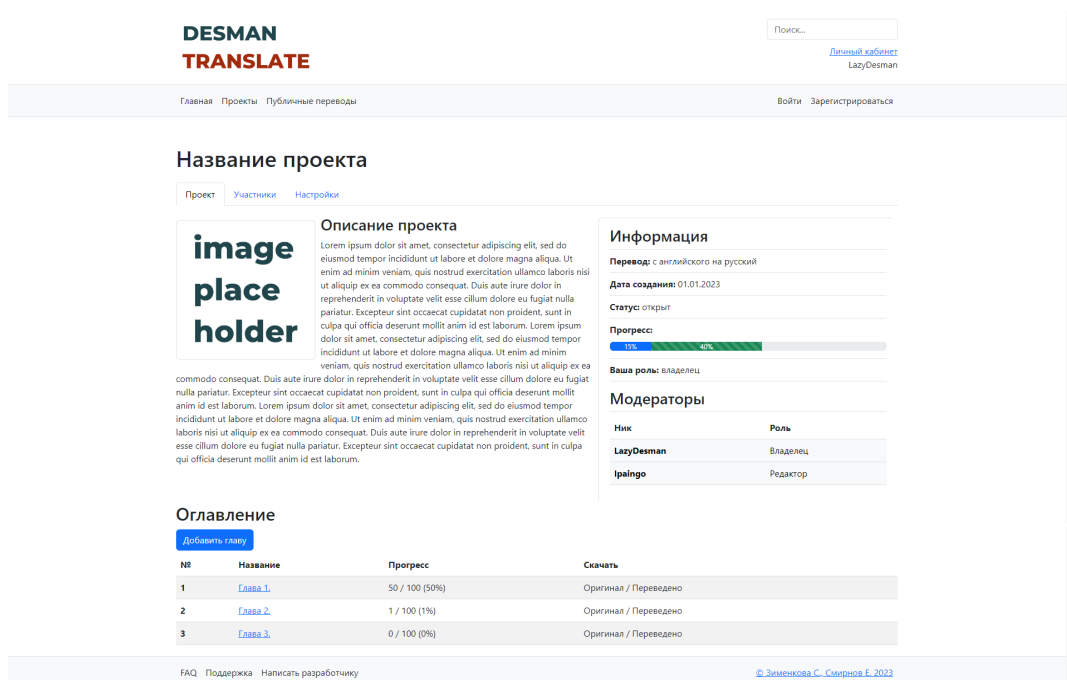 DESMAN
TRANSLATE
Поиск...
Личный кабинет
LazyDesman
Главная Проекты Публичные переводы
Войти Зарегистрироваться
Название проекта
Проект Участники Настройки
image
place
holder
Описание проекта
Lorem ipsum dolor sit amet, consectetur adipiscing elit, sed do
eiusmod tempor incididunt ut labore et dolore magna aliqua. Ut
enim ad minim veniam, quis nostrud exercitation ullamco laboris nisi
ut aliquip ex ea commodo consequat. Duis aute irure dolor in
reprehenderit in voluptate velit esse cillum dolore eu fugiat nulla
pariatur. Excepteur sint occaecat cupidatat non proident, sunt in
culpa qui officia deserunt mollit anim id est laborum. Lorem ipsum
dolor sit amet, consectetur adipiscing elit, sed do eiusmod tempor
incididunt ut labore et dolore magna aliqua. Ut enim ad minim
veniam, quis nostrud exercitation ullamco laboris nisi ut aliquip ex ea
commodo consequat. Duis aute irure dolor in reprehenderit in voluptate velit esse cillum dolore eu fugiat
nulla pariatur. Excepteur sint occaecat cupidatat non proident, sunt in culpa qui officia deserunt mollit
anim id est laborum. Lorem ipsum dolor sit amet, consectetur adipiscing elit, sed do eiusmod tempor
incididunt ut labore et dolore magna aliqua. Ut enim ad minim veniam, quis nostrud exercitation ullamco
laboris nisi ut aliquip ex ea commodo consequat. Duis aute irure dolor in reprehenderit in voluptate velit
esse cillum dolore eu fugiat nulla pariatur. Excepteur sint occaecat cupidatat non proident, sunt in culpa
qui officia deserunt mollit anim id est laborum.
Информация
Перевод: с английского на русский
Дата создания: 01.01.2023
Статус: открыт
Прогресс:
15% 40%
Ваша роль: владелец
Модераторы
Ник Роль
LazyDesman Владелец
Ipaingo Редактор
Оглавление
Добавить главу
№ Название Прогресс Скачать
1 Глава 1. 50 / 100 (50%) Оригинал / Переведено
2 Глава 2. 1 / 100 (1%) Оригинал / Переведено
3 Глава 3. 0 / 100 (0%) Оригинал / Переведено
FAQ Поддержка Написать разработчику
© Зименкова С., Смирнов Е, 2023